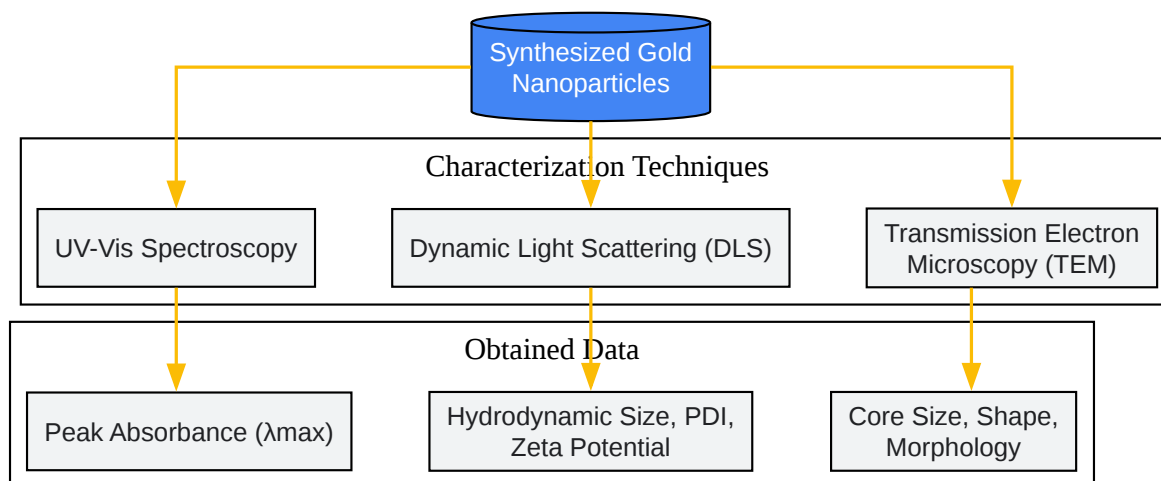 Synthesized Gold
Nanoparticles
Characterization Techniques
UV-Vis Spectroscopy
Dynamic Light Scattering (DLS)
Transmission Electron
Microscopy (TEM)
Obtained Data
Peak Absorbance (λmax)
Hydrodynamic Size, PDI,
Zeta Potential
Core Size, Shape,
Morphology